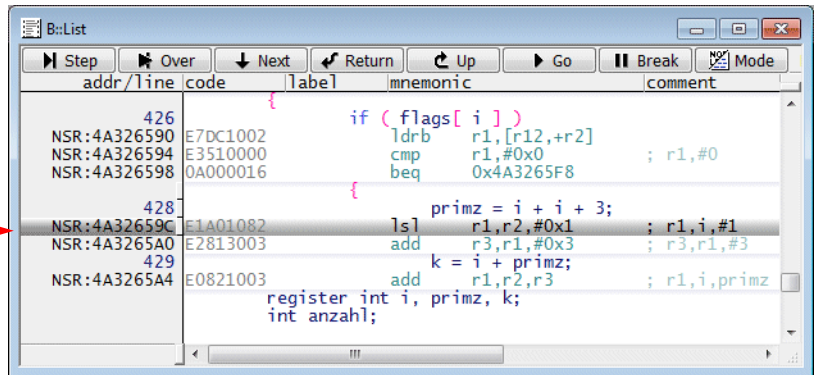 B::List
Step Over Next Return Up Go Break Mode
addr/line code label mnemonic comment
{
426 if ( flags[ i ] )
NSR:4A326590 E7DC1002 ldrb r1,[r12,+r2]
NSR:4A326594 E3510000 cmp r1,#0x0 ; r1,#0
NSR:4A326598 0A000016 beq 0x4A3265F8
{
428 primz = i + i + 3;
NSR:4A32659C E1A01082 lsl r1,r2,#0x1 ; r1,i,#1
NSR:4A3265A0 E2813003 add r3,r1,#0x3 ; r3,r1,#3
429 k = i + primz;
NSR:4A3265A4 E0821003 add r1,r2,r3 ; r1,i,primz
register int i, primz, k;
int anzahl;